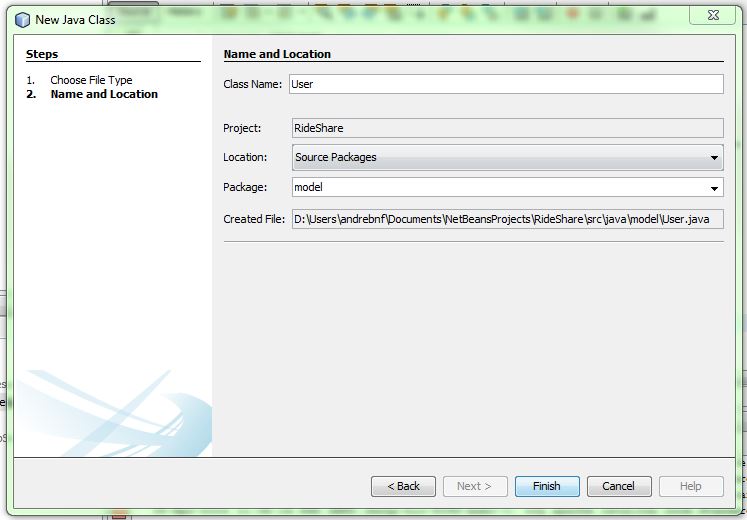 New Java Class
Steps
1. Choose File Type
2. Name and Location
Name and Location
Class Name: User
Project: RideShare
Location: Source Packages
Package: model
Created File: D:\Users\andrebnf\Documents\NetBeansProjects\RideShare\src\java\model\User.java
< Back Next > Finish Cancel Help